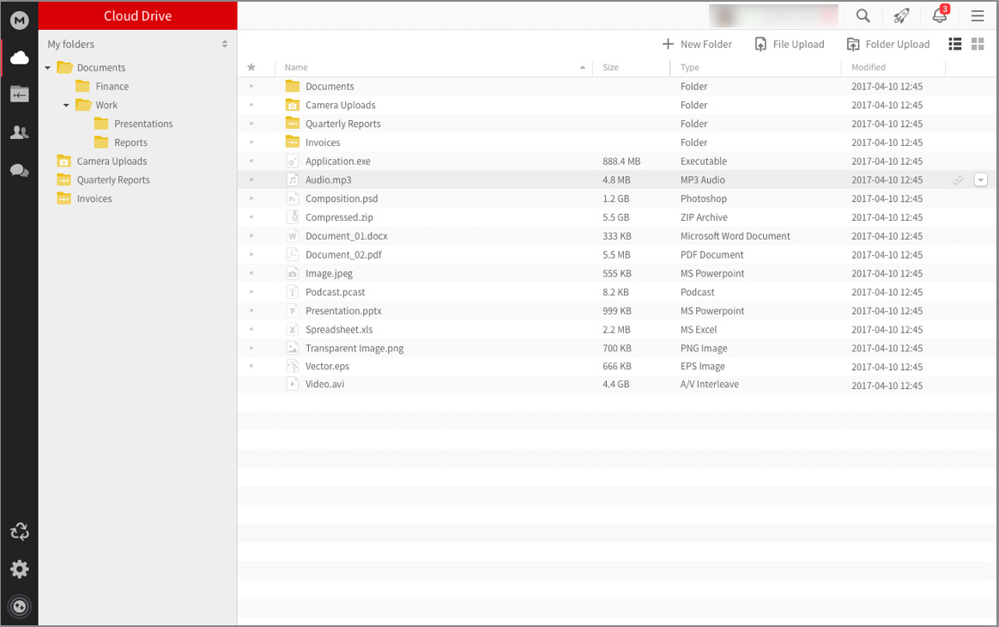 M Cloud Drive 3
My folders New Folder File Upload Folder Upload
Name Size Type Modified
Documents
Finance
Work
Presentations
Reports
Camera Uploads
Quarterly Reports
Invoices
Documents Folder 2017-04-10 12:45
Camera Uploads Folder 2017-04-10 12:45
Quarterly Reports Folder 2017-04-10 12:45
Invoices Folder 2017-04-10 12:45
Application.exe 888.4 MB Executable 2017-04-10 12:45
Audio.mp3 4.8 MB MP3 Audio 2017-04-10 12:45
Composition.psd 1.2 GB Photoshop 2017-04-10 12:45
Compressed.zip 5.5 GB ZIP Archive 2017-04-10 12:45
Document_01.docx 333 KB Microsoft Word Document 2017-04-10 12:45
Document_02.pdf 5.5 MB PDF Document 2017-04-10 12:45
Image.jpeg 555 KB MS Powerpoint 2017-04-10 12:45
Podcast.pcast 8.2 KB Podcast 2017-04-10 12:45
Presentation.pptx 999 KB MS Powerpoint 2017-04-10 12:45
Spreadsheet.xls 2.2 MB MS Excel 2017-04-10 12:45
Transparent Image.png 700 KB PNG Image 2017-04-10 12:45
Vector.eps 666 KB EPS Image 2017-04-10 12:45
Video.avi 4.4 GB A/V Interleave 2017-04-10 12:45